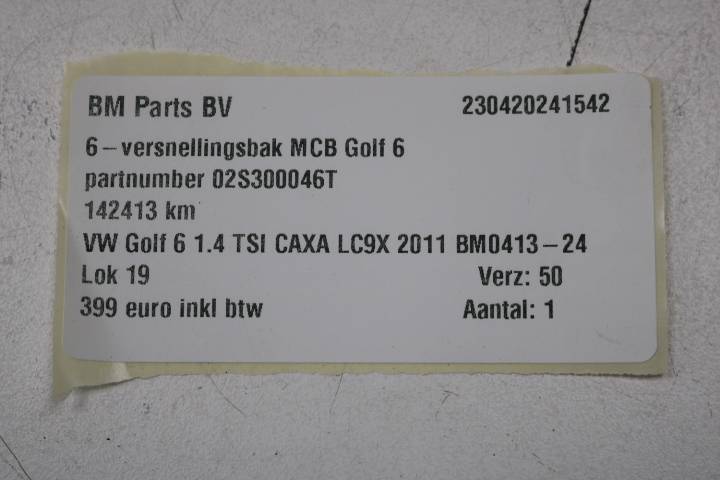 BM Parts BV 230420241542
6-versnellingsbak MCB Golf 6
partnumber 02S300046T
142413 km
VW Golf 6 1.4 TSI CAXA LC9X 2011 BM0413-24
Lok 19 Verz: 50
399 euro inkl btw Aantal: 1